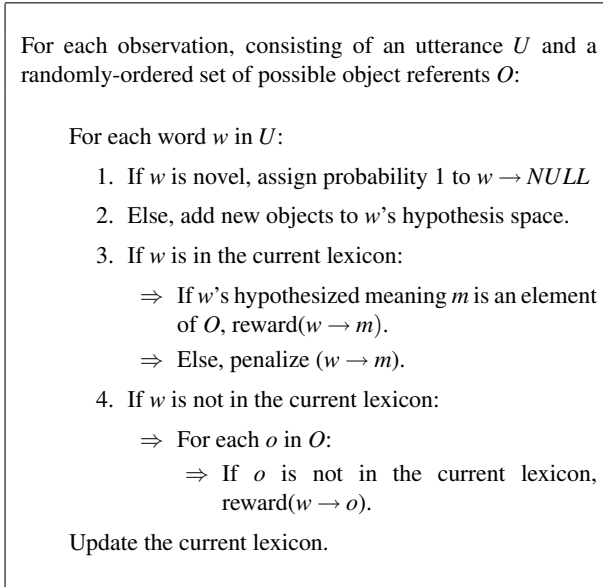 For each observation, consisting of an utterance U and a
randomly-ordered set of possible object referents O:
For each word w in U:
1. If w is novel, assign probability 1 to w → NULL
2. Else, add new objects to w's hypothesis space.
3. If w is in the current lexicon:
⇒ If w's hypothesized meaning m is an element
of O, reward(w → m).
⇒ Else, penalize (w → m).
4. If w is not in the current lexicon:
⇒ For each o in O:
⇒ If o is not in the current lexicon,
reward(w → o).
Update the current lexicon.